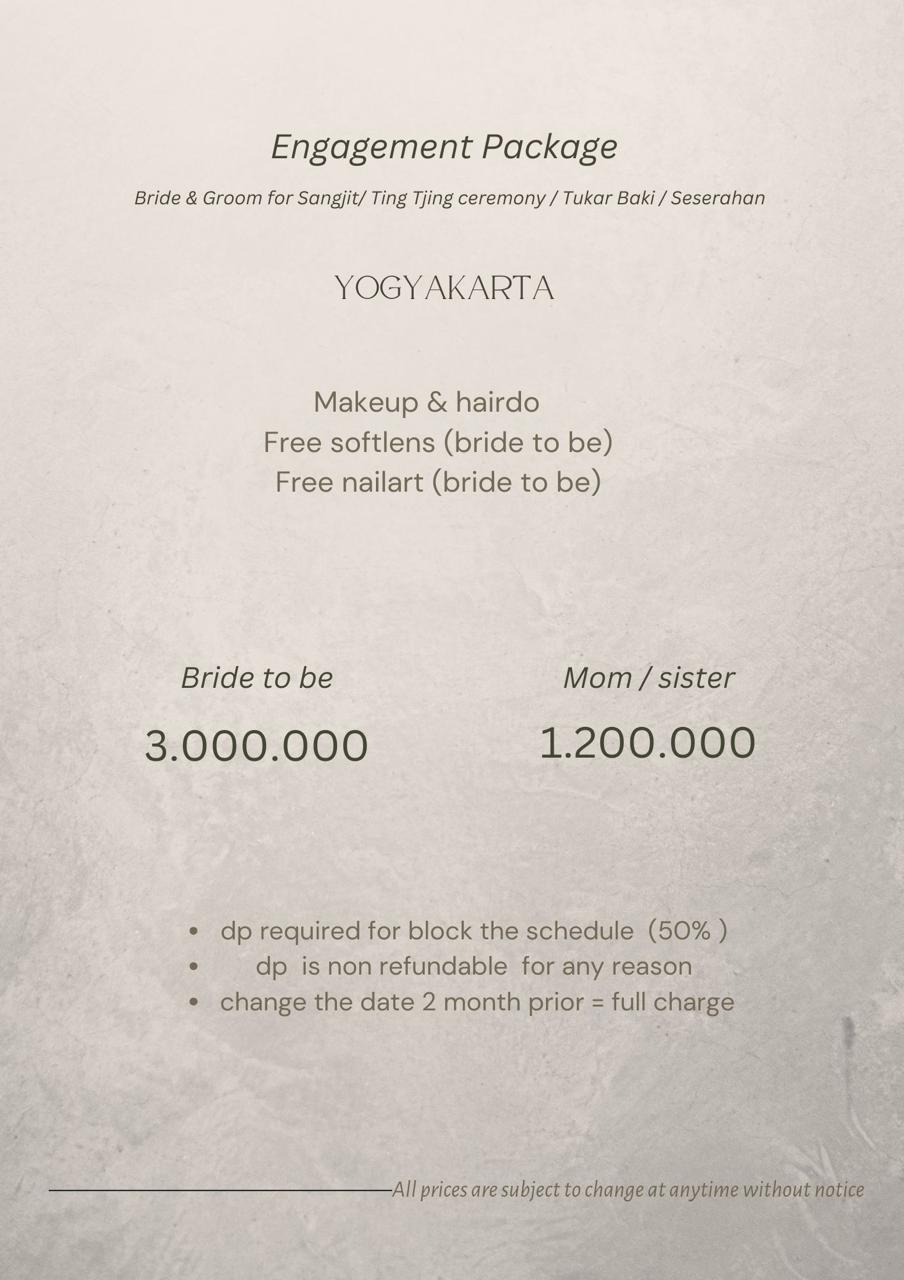 Engagement Package
Bride & Groom for Sangjit/ Ting Tjing ceremony / Tukar Baki / Seserahan
YOGYAKARTA
Makeup & hairdo
Free softlens (bride to be)
Free nailart (bride to be)
Bride to be
3.000.000
Mom / sister
1.200.000
• dp required for block the schedule (50% )
• dp is non refundable for any reason
• change the date 2 month prior = full charge
All prices are subject to change at anytime without notice